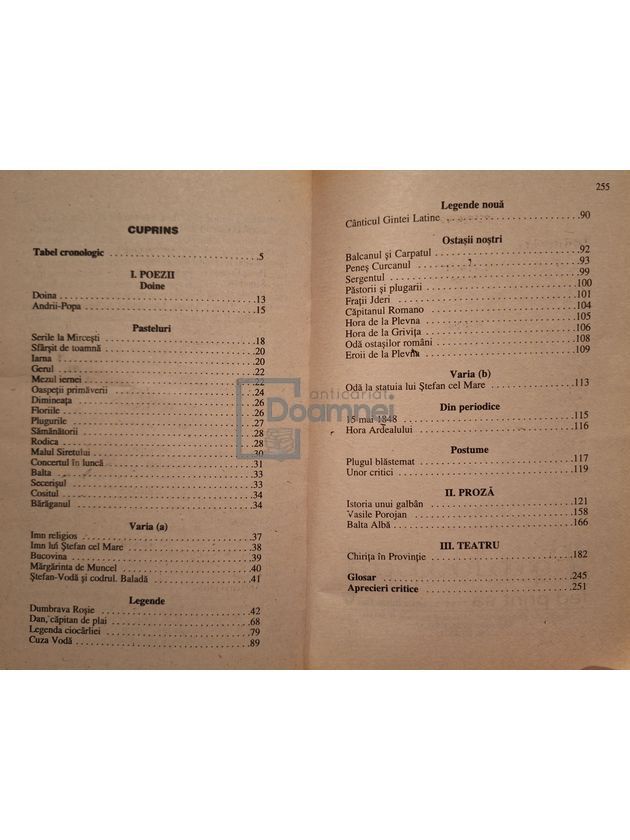 CUPRINS
Tabel cronologic ........ 5
I. POEZII
Doine
Doina ........ 13
Andrii-Popa ........ 15
Pasteluri
Serile la Mircești ........ 18
Sfârșit de toamnă ........ 20
Iarna ........ 20
Gerul ........ 22
Mezul iernei ........ 22
Oaspeții primăverii ........ 24
Dimineața ........ 26
Floriile ........ 26
Plugurile ........ 27
Sămănătorii ........ 28
Rodica ........ 28
Malul Siretului ........ 30
Concertul în luncă ........ 31
Balta ........ 33
Secerișul ........ 33
Cositul ........ 34
Bărăganul ........ 34
Varia (a)
Imn religios ........ 37
Imn lui Ștefan cel Mare ........ 38
Bucovina ........ 39
Mărgărinta de Muncel ........ 40
Ștefan-Vodă și codrul. Baladă ........ 41
Legende
Dumbrava Roșie ........ 42
Dan, căpitan de plai ........ 68
Legenda ciocârliei ........ 79
Cuza Vodă ........ 89
255
Legende nouă
Cânticul Gintei Latine ........ 90
Ostașii noștri
Balcanul și Carpatul ........ 92
Peneș Curcanul ........ 93
Sergentul ........ 99
Păstorii și plugarii ........ 100
Frații Jderi ........ 101
Căpitanul Romano ........ 104
Hora de la Plevna ........ 105
Hora de la Grivița ........ 106
Odă ostașilor români ........ 108
Eroii de la Plevna ........ 109
Varia (b)
Odă la statuia lui Ștefan cel Mare ........ 113
Din periodice
15 mai 1848 ........ 115
Hora Ardealului ........ 116
Postume
Plugul blăstemat ........ 117
Unor critici ........ 119
II. PROZĂ
Istoria unui galbân ........ 121
Vasile Porojan ........ 158
Balta Albă ........ 166
III. TEATRU
Chirița în Provinție ........ 182
Glosar ........ 245
Aprecieri critice ........ 251
anticariat
Doamnei